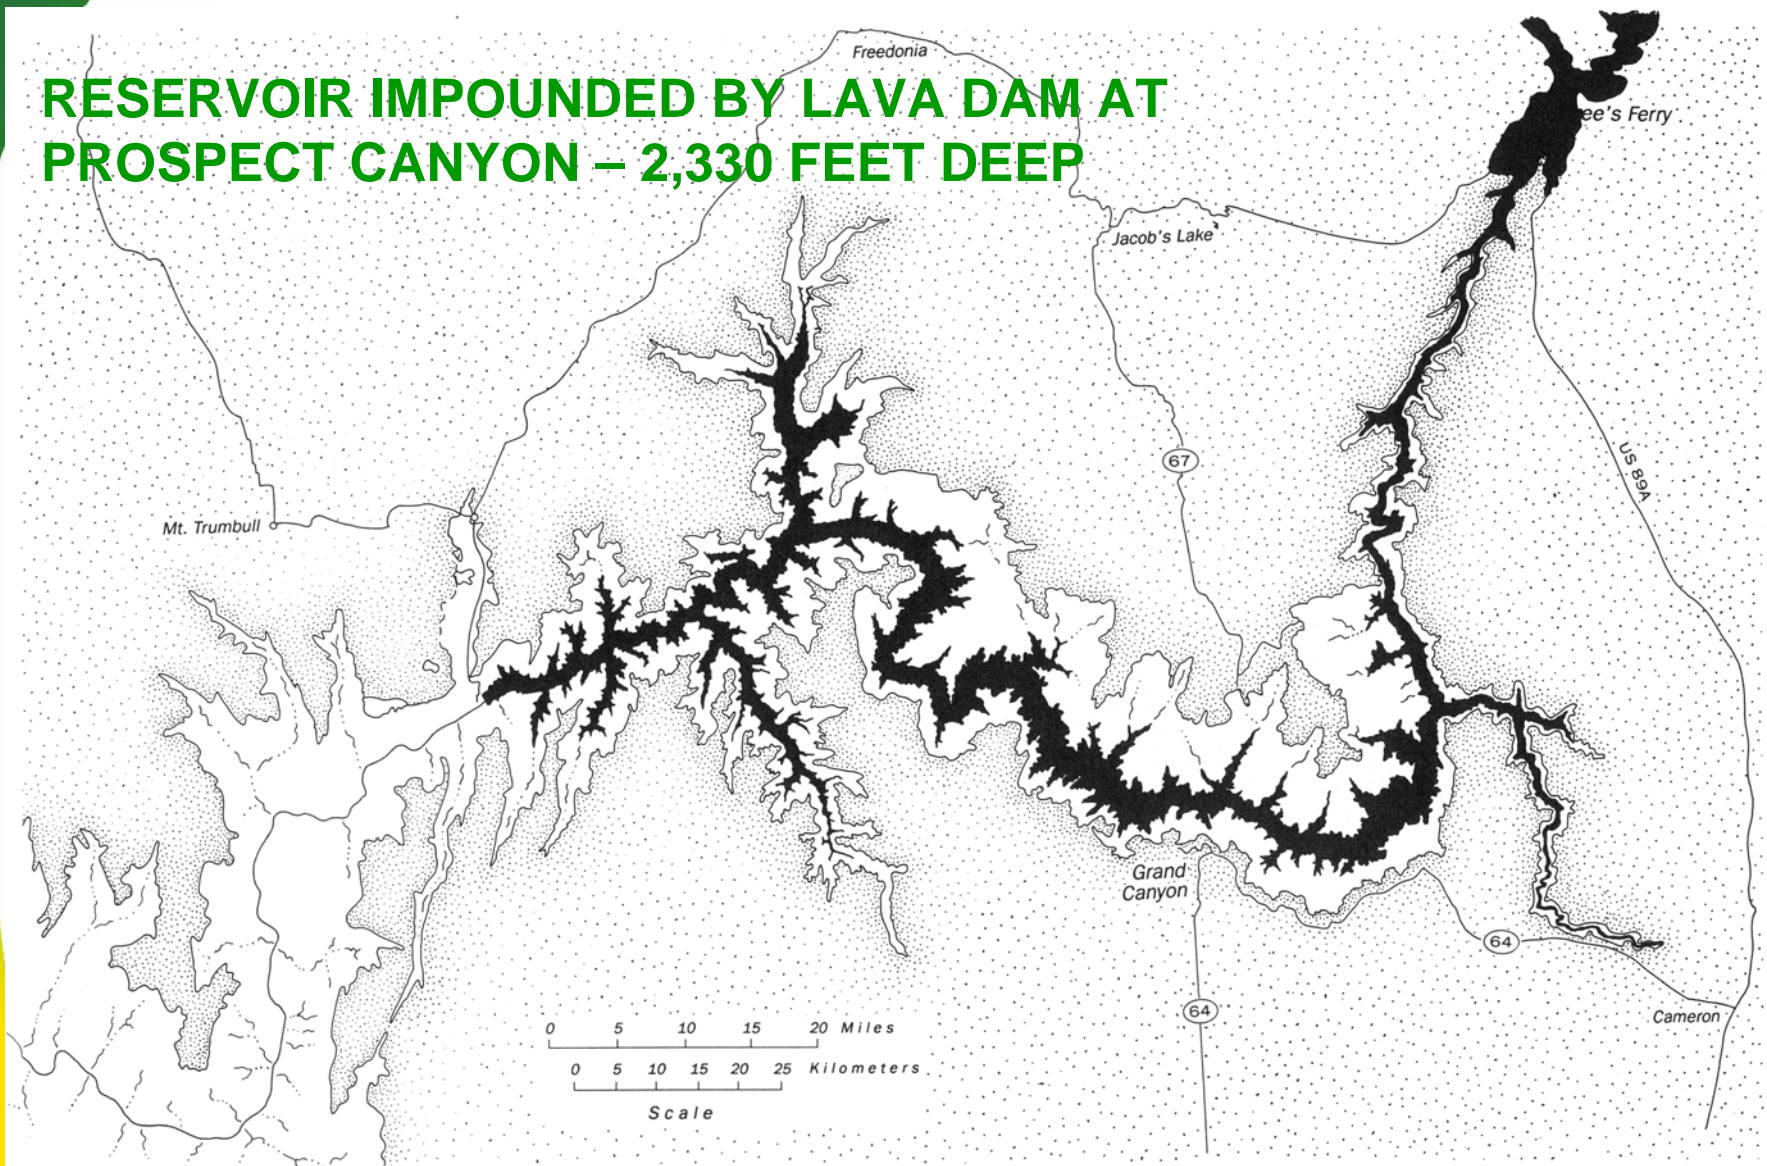 Freedonia
RESERVOIR IMPOUNDED BY LAVA DAM AT
PROSPECT CANYON – 2,330 FEET DEEP
ee's Ferry
Jacob's Lake
67
US 89A
Mt. Trumbull
Grand
Canyon
64
64
Cameron
0 5 10 15 20 Miles
0 5 10 15 20 25 Kilometers
Scale